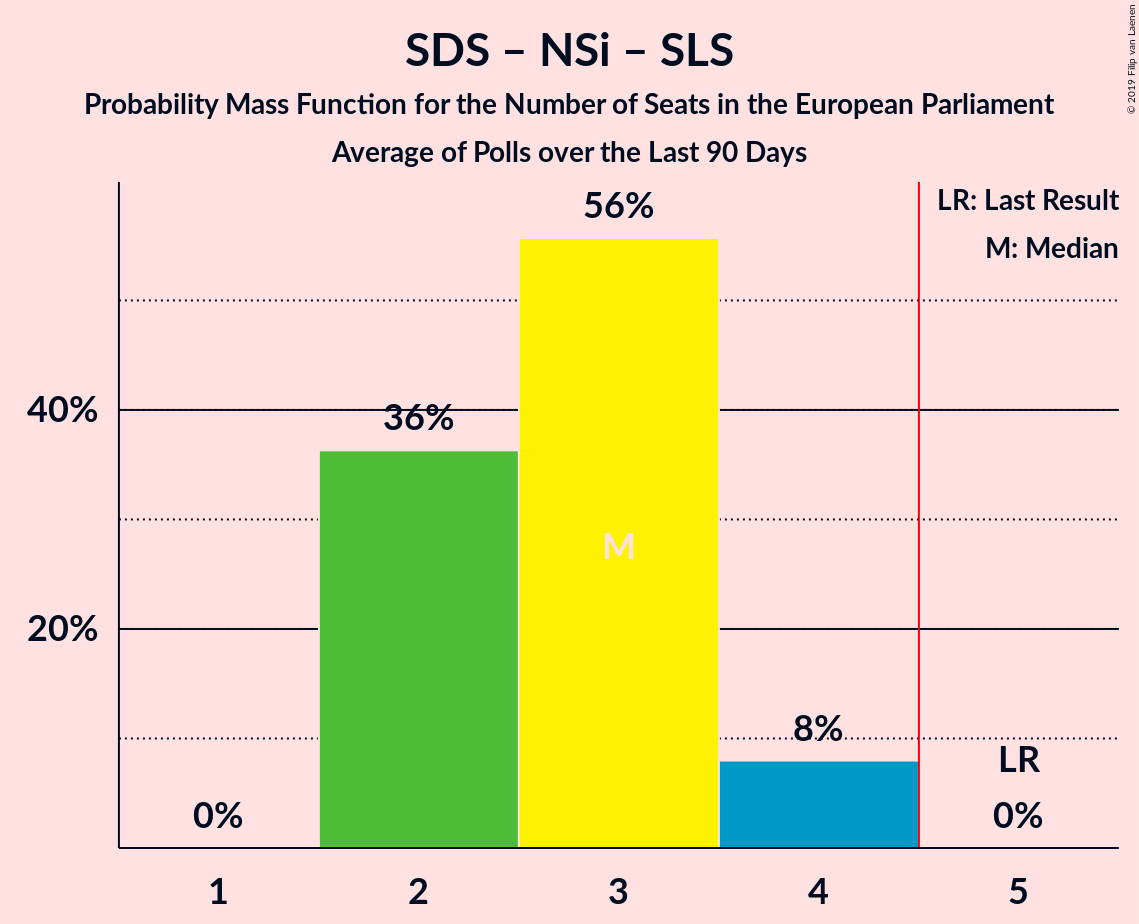 SDS – NSi – SLS
Probability Mass Function for the Number of Seats in the European Parliament
Average of Polls over the Last 90 Days
© 2019 Filip van Laenen
LR: Last Result
M: Median
56%
40%
36%
M
20%
8%
LR
0%
0%
1 2 3 4 5